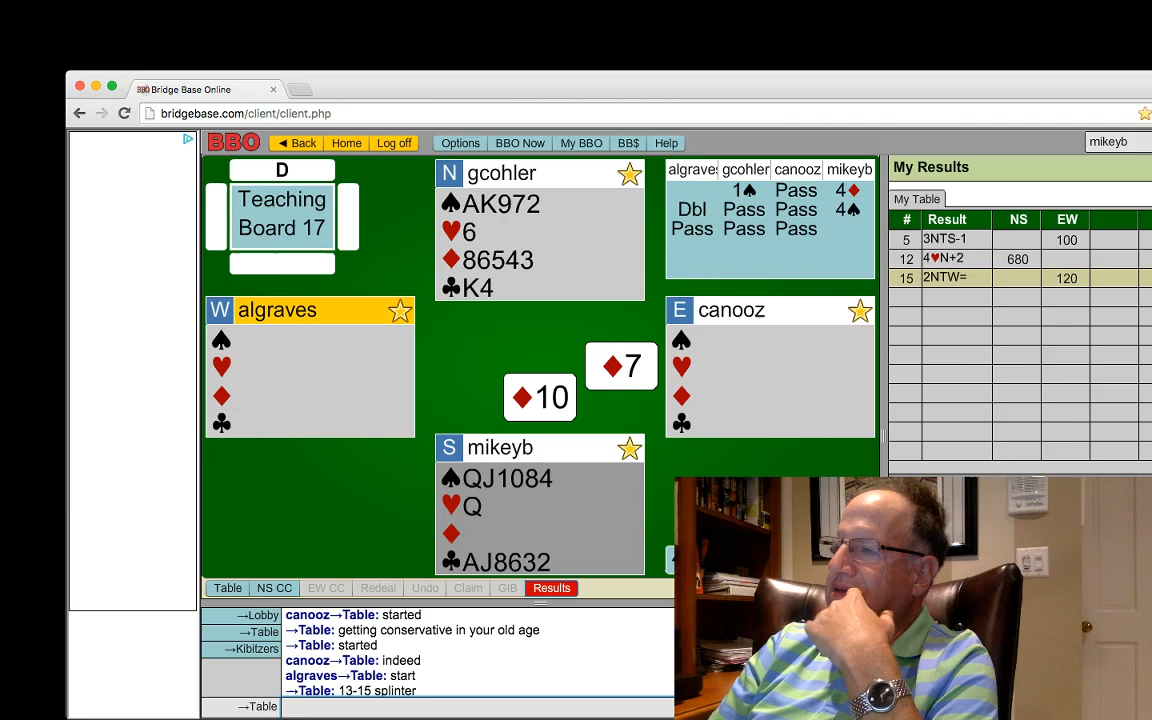 Bridge Base Online
bridgebase.com/client/client.php
BBO ◄ Back Home Log off Options BBO Now My BBO BB$ Help mikeyb
D
Teaching
Board 17
N gcohler
♠AK972
♥6
♦86543
♣K4
algraves gcohler canooz mikeyb
1♠ Pass 4♦
Dbl Pass Pass 4♠
Pass Pass Pass
My Results
My Table
# Result NS EW
5 3NTS-1 100
12 4♥N+2 680
15 2NTW= 120
W algraves
♠
♥
♦
♣
E canooz
♠
♥
♦
♣
♦7
♦10
S mikeyb
♠QJ1084
♥Q
♦
♣AJ8632
Table NS CC EW CC Redeal Undo Claim GIB Results
→Lobby
→Table
→Kibitzers
canooz→Table: started
→Table: getting conservative in your old age
→Table: started
canooz→Table: indeed
algraves→Table: start
→Table: 13-15 splinter
→Table